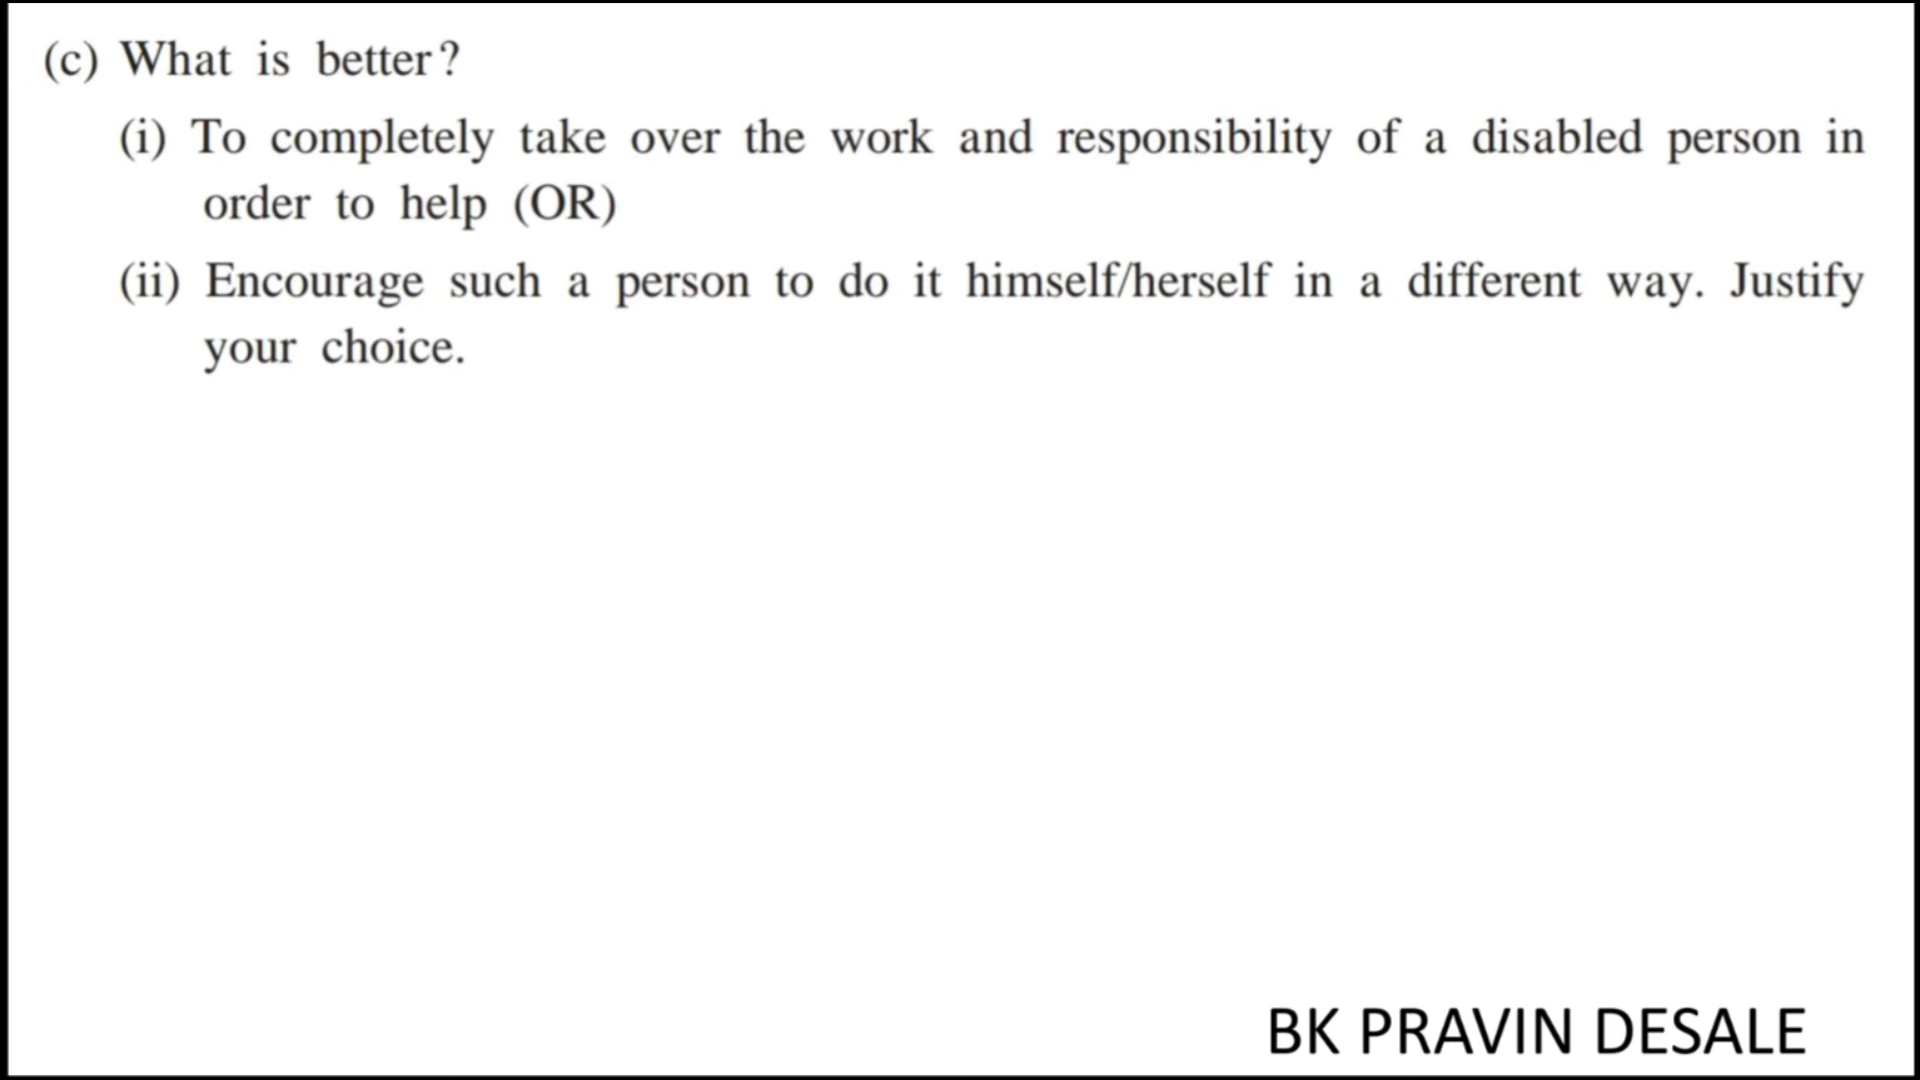 (c) What is better?
(i) To completely take over the work and responsibility of a disabled person in
order to help (OR)
(ii) Encourage such a person to do it himself/herself in a different way. Justify
your choice.
BK PRAVIN DESALE